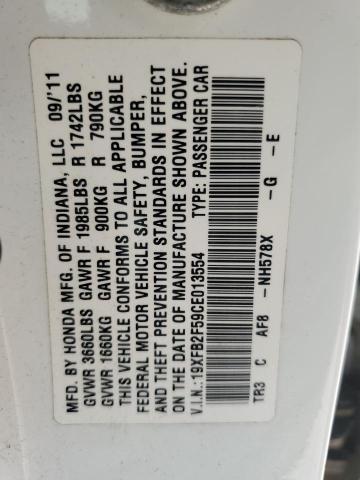 MFD. BY HONDA MFG. OF INDIANA, LLC 09/11
GVWR 3660LBS GAWR F 1985LBS R 1742LBS
GVWR 1660KG GAWR F 900KG R 790KG
THIS VEHICLE CONFORMS TO ALL APPLICABLE
FEDERAL MOTOR VEHICLE SAFETY, BUMPER,
AND THEFT PREVENTION STANDARDS IN EFFECT
ON THE DATE OF MANUFACTURE SHOWN ABOVE.
V.I.N.:19XFB2F59CE013554 TYPE: PASSENGER CAR
TR3 C AF8 -NH578X -G -E